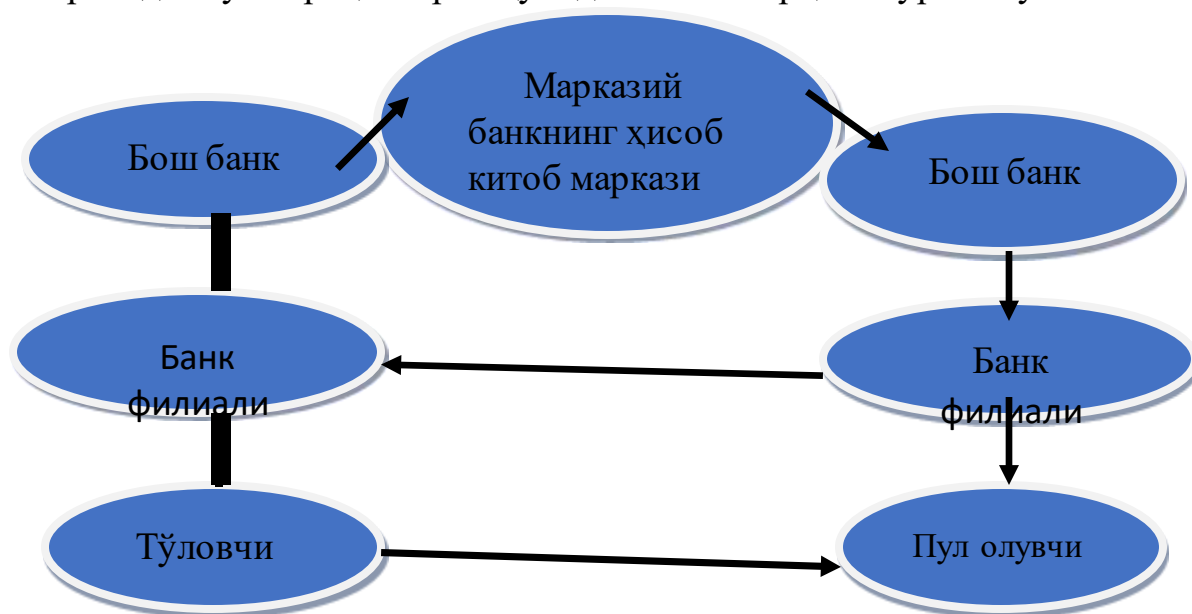 Марказий
банкнинг ҳисоб
китоб маркази
Бош банк
Бош банк
Банк
филиали
Банк
филиали
Тўловчи
Пул олувчи